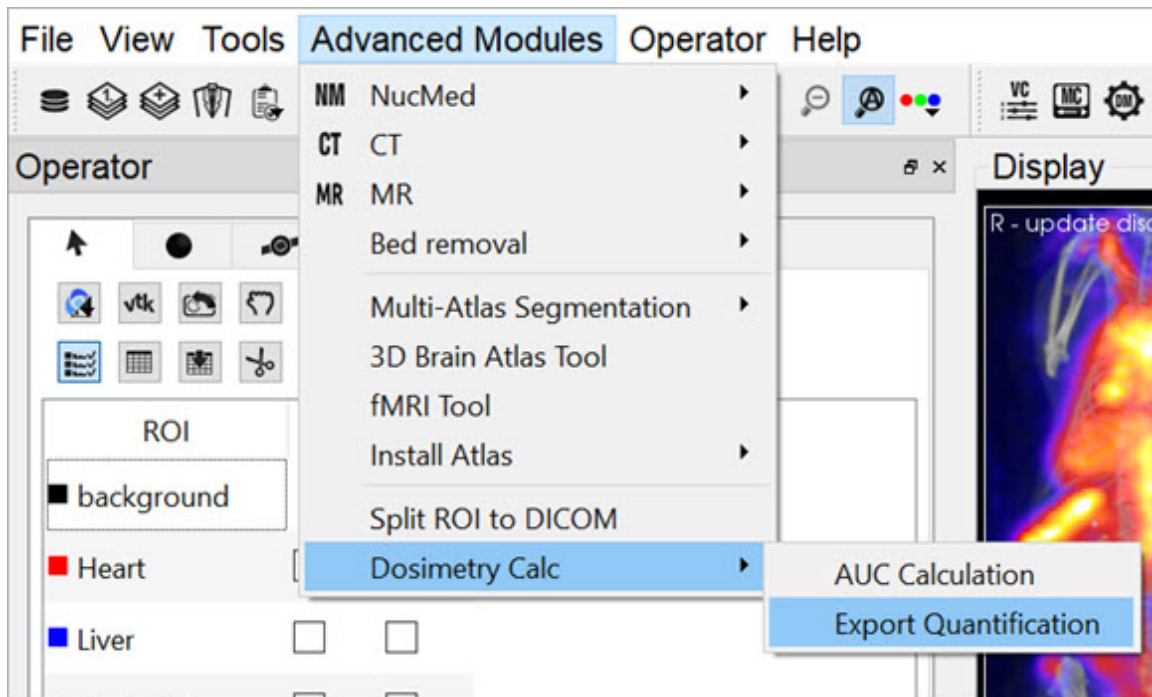 File View Tools Advanced Modules Operator Help
1 + VC MC DM
NM NucMed
CT CT
MR MR
Bed removal
Multi-Atlas Segmentation
3D Brain Atlas Tool
fMRI Tool
Install Atlas
Split ROI to DICOM
Dosimetry Calc
AUC Calculation
Export Quantification
Operator
vtk
ROI
background
Heart
Liver
Display
R - update disc